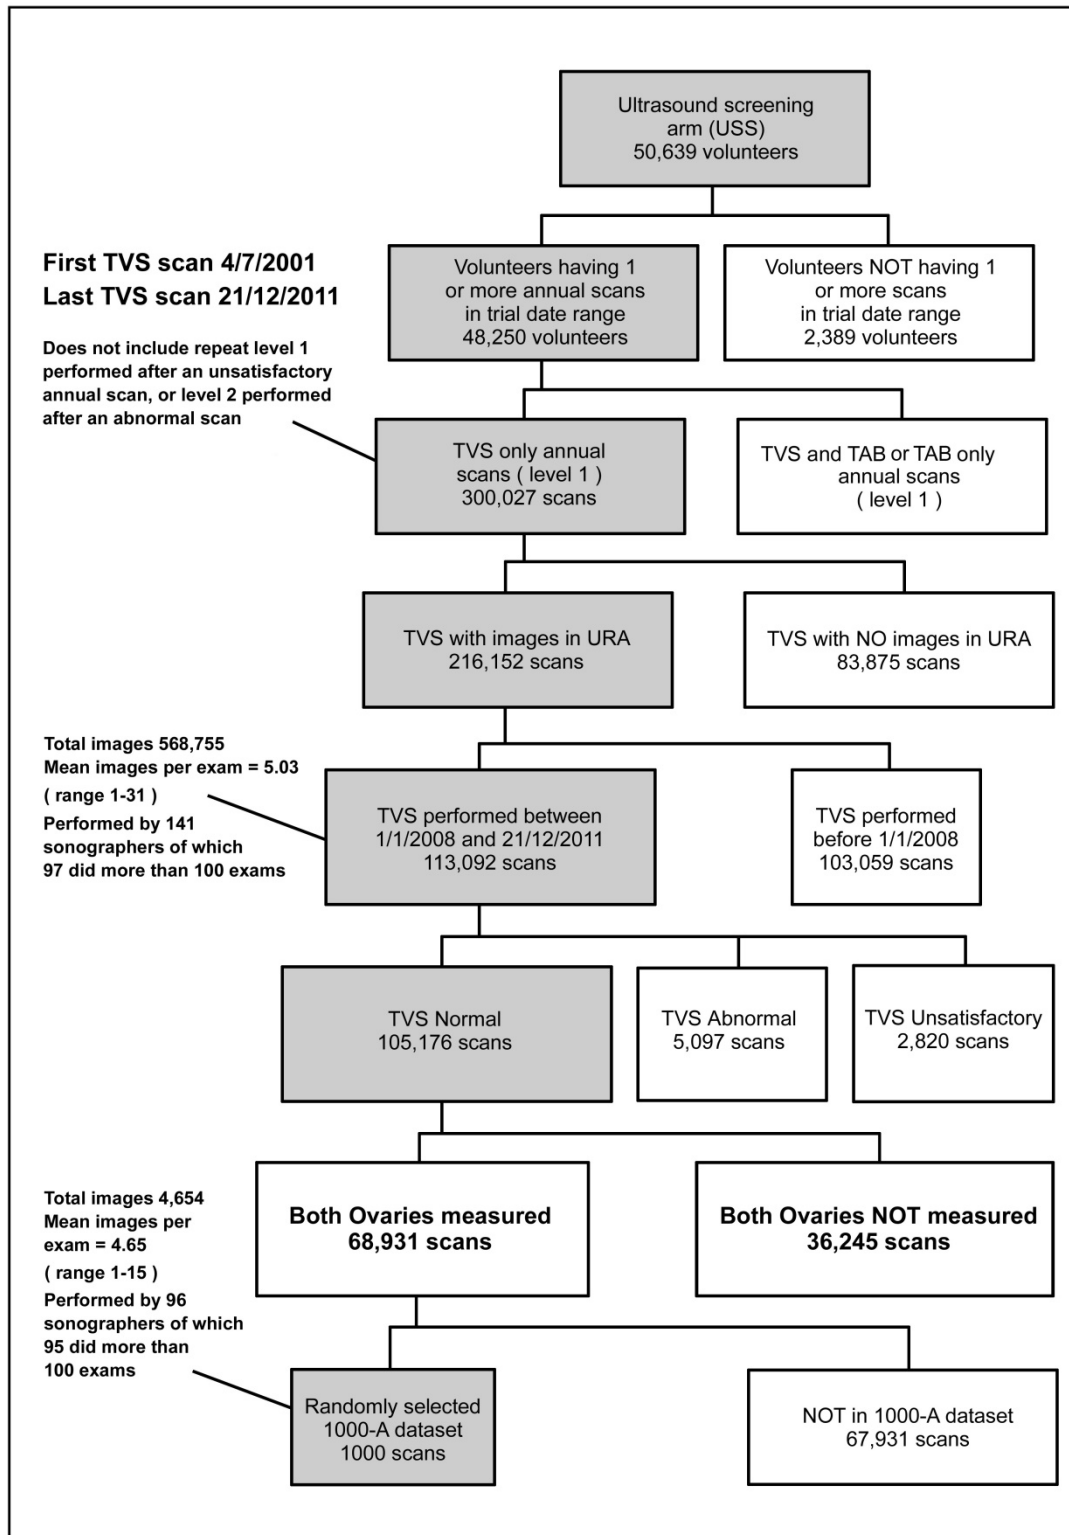 Ultrasound screening
arm (USS)
50,639 volunteers
First TVS scan 4/7/2001
Last TVS scan 21/12/2011
Volunteers having 1
or more annual scans
in trial date range
48,250 volunteers
Volunteers NOT having 1
or more scans
in trial date range
2,389 volunteers
Does not include repeat level 1
performed after an unsatisfactory
annual scan, or level 2 performed
after an abnormal scan
TVS only annual
scans ( level 1 )
300,027 scans
TVS and TAB or TAB only
annual scans
( level 1 )
TVS with images in URA
216,152 scans
TVS with NO images in URA
83,875 scans
Total images 568,755
Mean images per exam = 5.03
( range 1-31 )
Performed by 141
sonographers of which
97 did more than 100 exams
TVS performed between
1/1/2008 and 21/12/2011
113,092 scans
TVS performed
before 1/1/2008
103,059 scans
TVS Normal
105,176 scans
TVS Abnormal
5,097 scans
TVS Unsatisfactory
2,820 scans
Both Ovaries measured
68,931 scans
Both Ovaries NOT measured
36,245 scans
Total images 4,654
Mean images per
exam = 4.65
( range 1-15 )
Performed by 96
sonographers of which
95 did more than
100 exams
Randomly selected
1000-A dataset
1000 scans
NOT in 1000-A dataset
67,931 scans